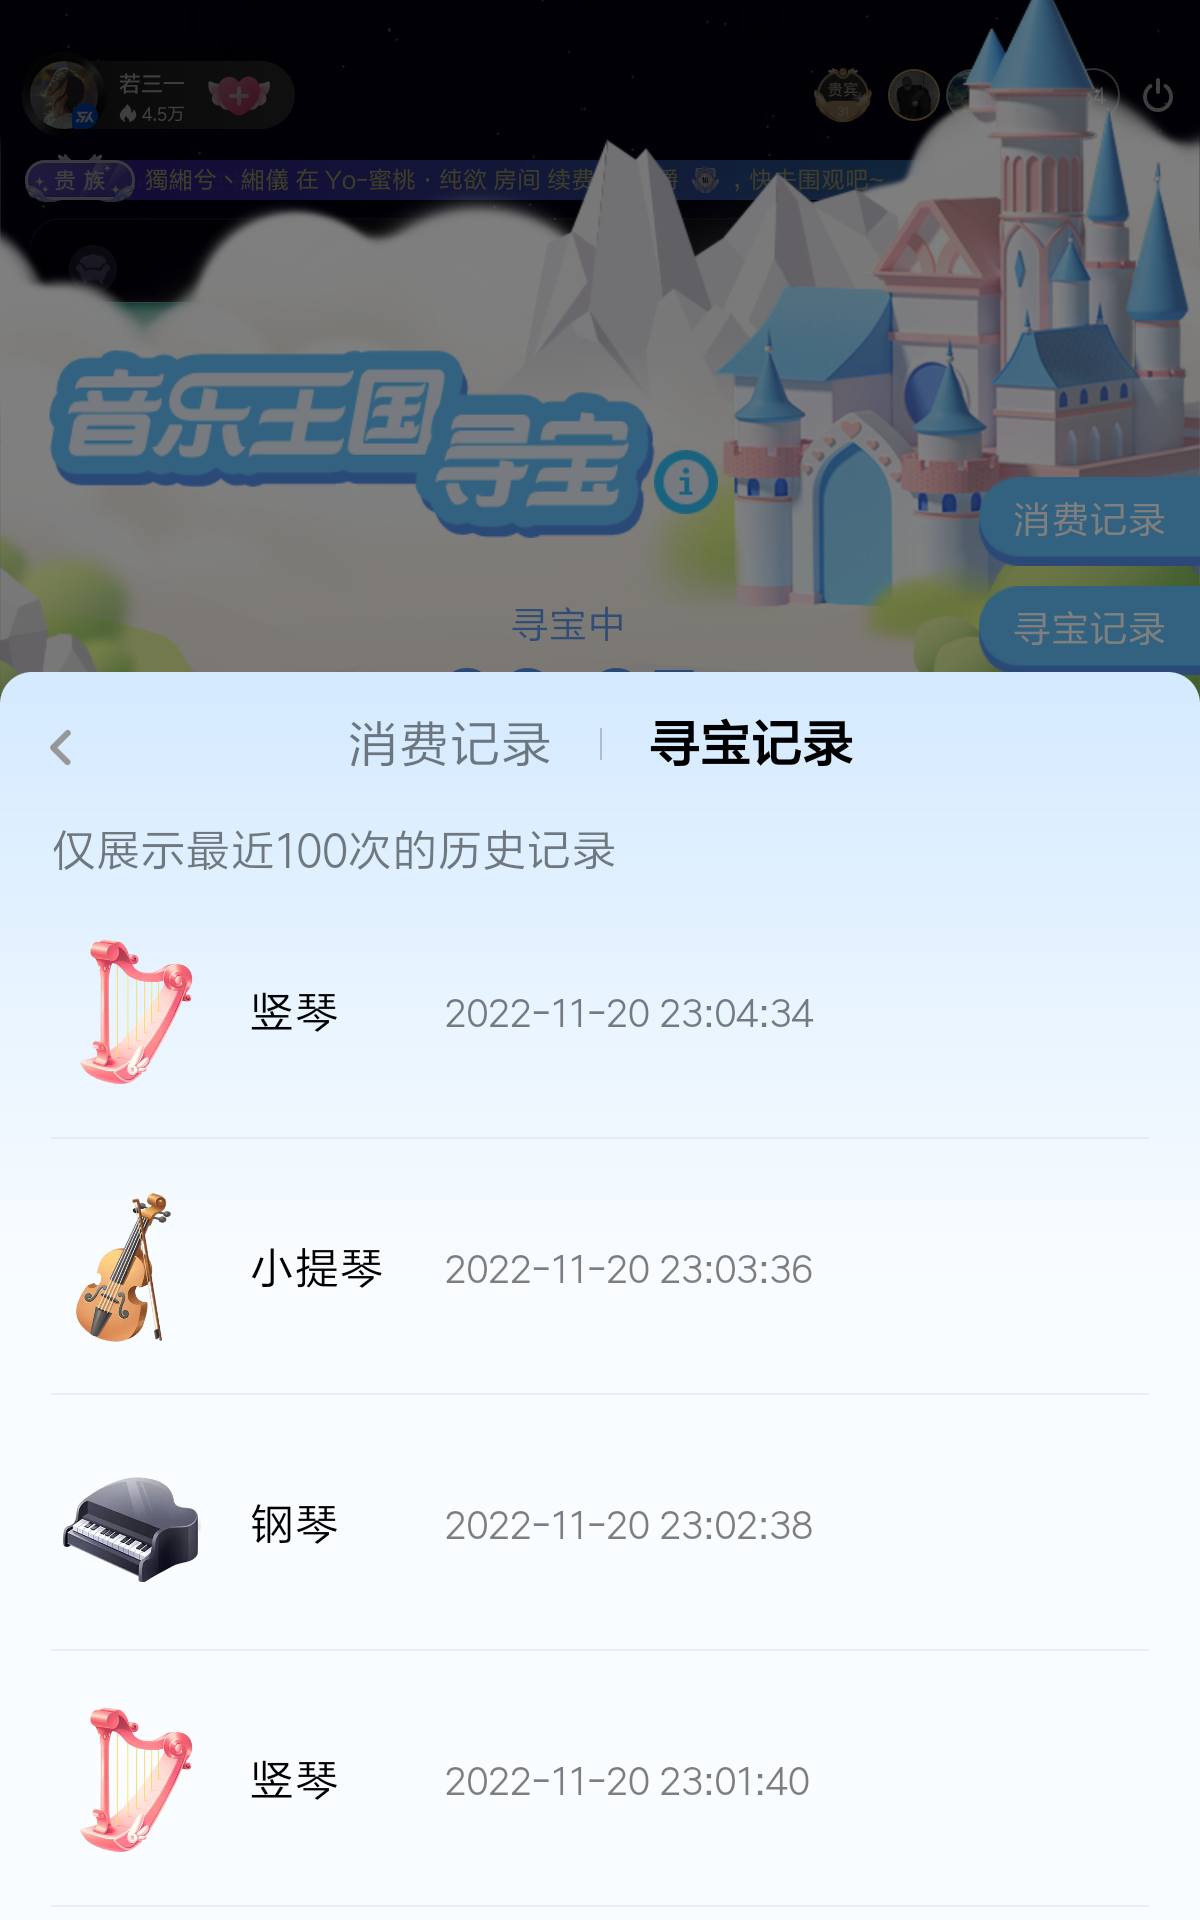 若三一
4.5万
贵宾
31
贵族
獨緗兮丶緗儀 在 Yo-蜜桃·纯欲 房间 续费
，快去围观吧~
音乐王国
寻宝
消费记录
寻宝记录
寻宝中
消费记录 寻宝记录
仅展示最近100次的历史记录
竖琴 2022-11-20 23:04:34
小提琴 2022-11-20 23:03:36
钢琴 2022-11-20 23:02:38
竖琴 2022-11-20 23:01:40